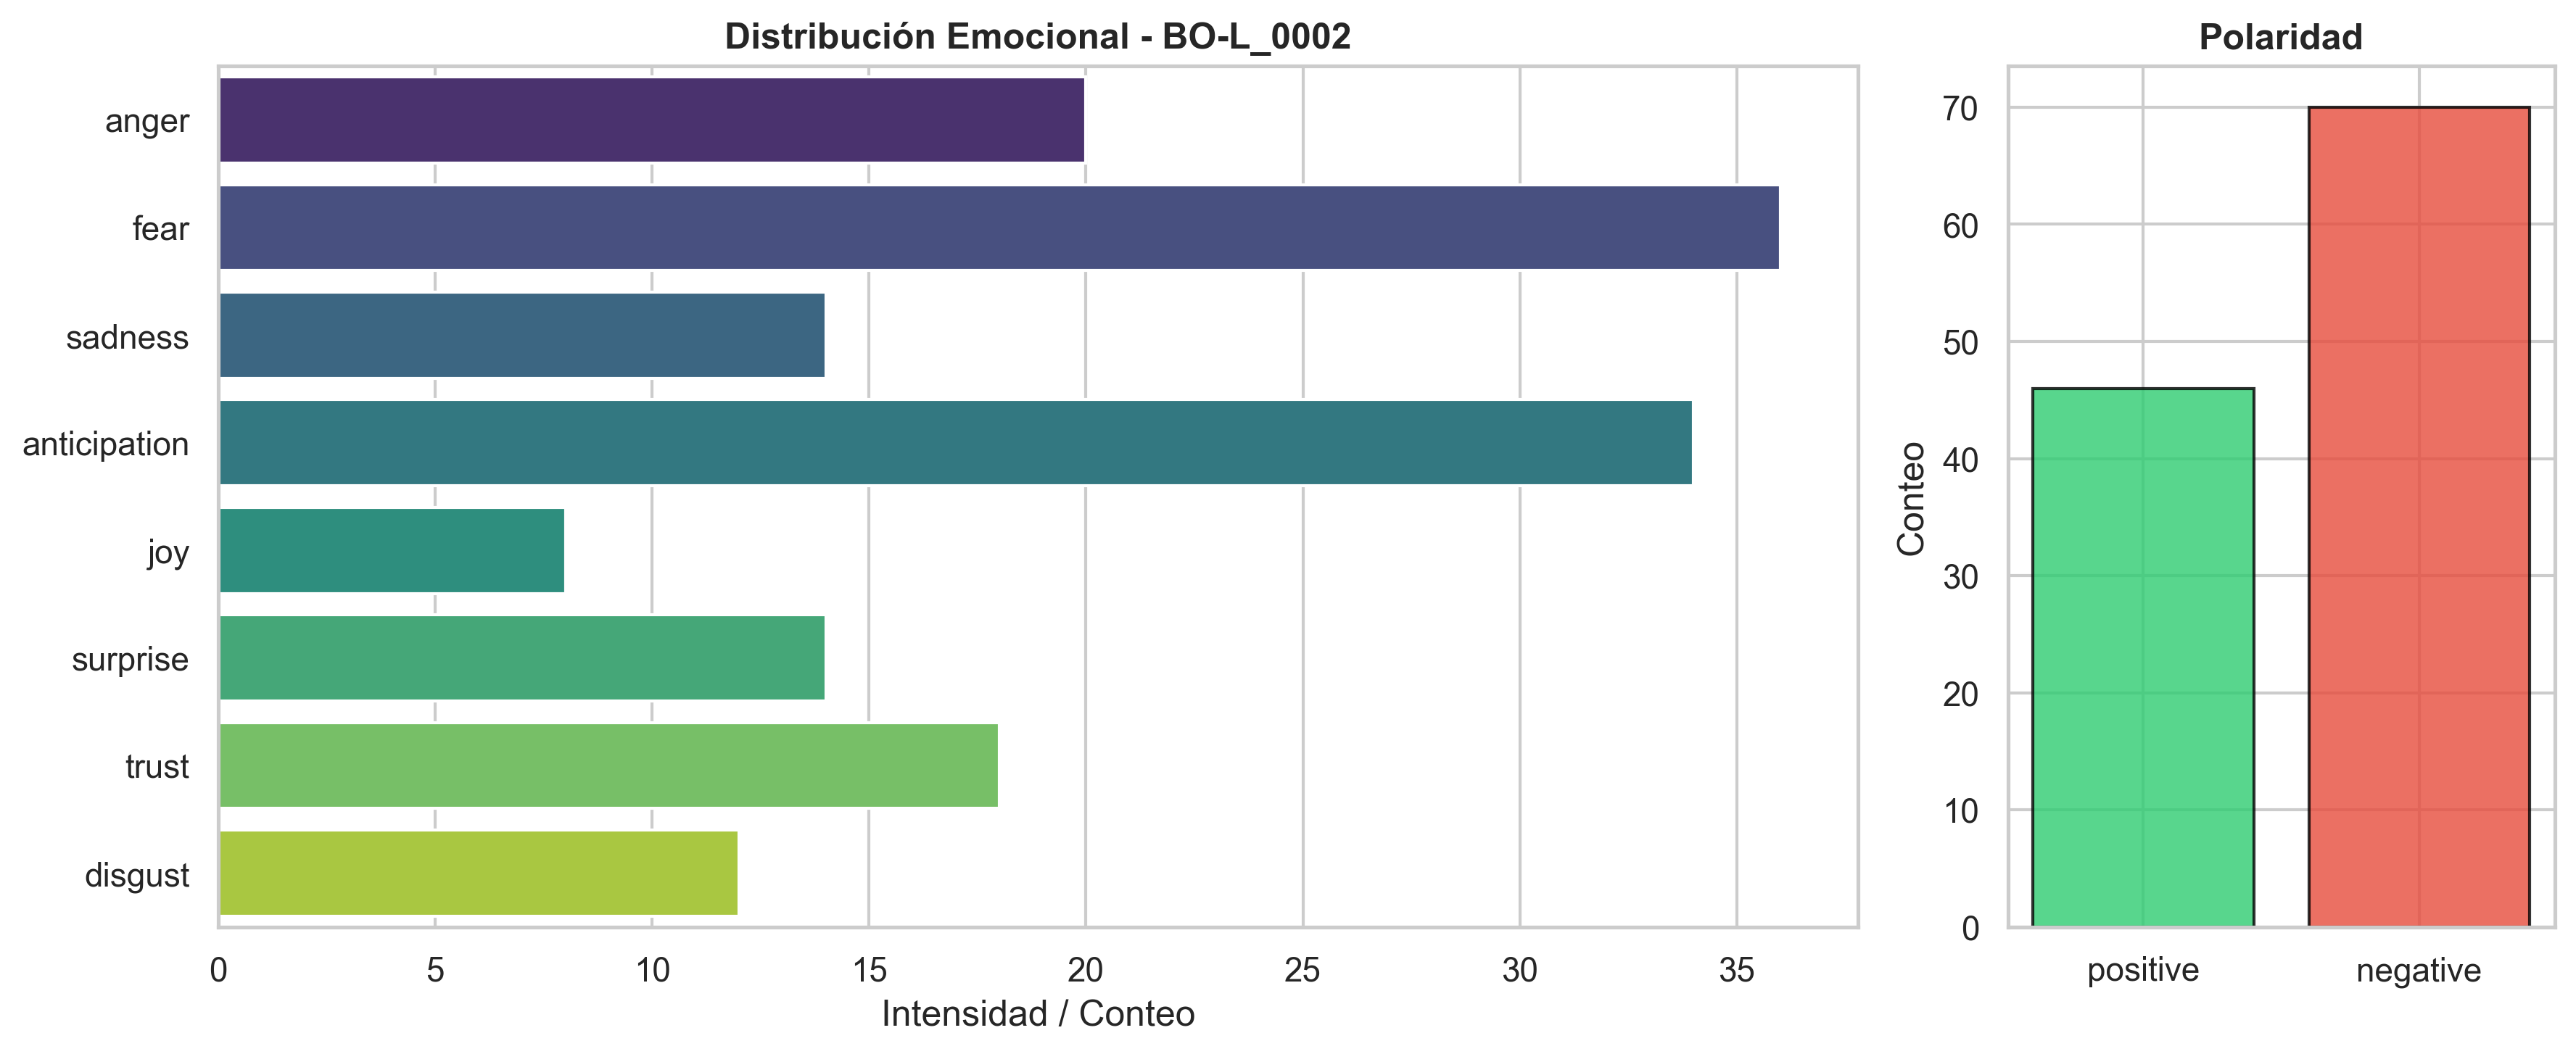 Distribución Emocional - BO-L_0002
anger
fear
sadness
anticipation
joy
surprise
trust
disgust
0 5 10 15 20 25 30 35
Intensidad / Conteo
Polaridad
Conteo
70
60
50
40
30
20
10
0
positive negative